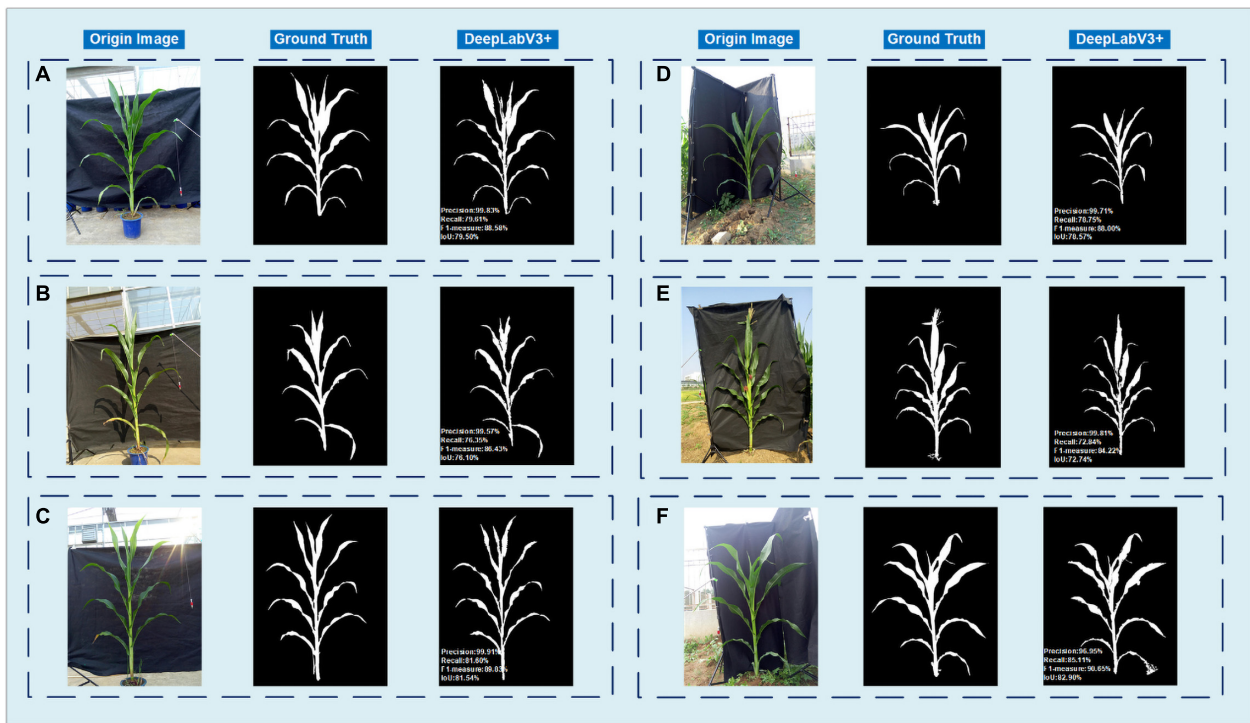 Origin Image Ground Truth DeepLabV3+ Origin Image Ground Truth DeepLabV3+
A
Precision:99.83%
Recall:79.61%
F1-measure:88.58%
IoU:79.50%
D
Precision:99.71%
Recall:78.75%
F1-measure:88.00%
IoU:78.57%
B
Precision:99.57%
Recall:76.35%
F1-measure:86.43%
IoU:76.10%
E
Precision:99.81%
Recall:72.84%
F1-measure:84.22%
IoU:72.74%
C
Precision:99.91%
Recall:81.60%
F1-measure:89.83%
IoU:81.54%
F
Precision:96.95%
Recall:85.11%
F1-measure:90.65%
IoU:82.90%